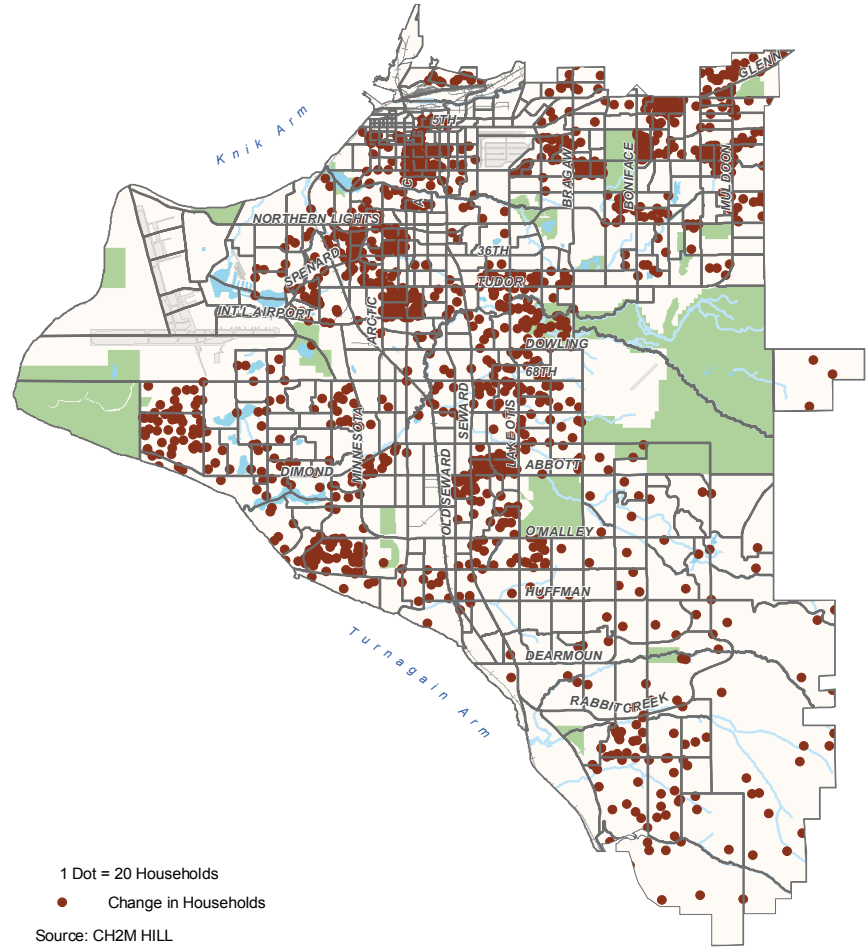 GLENN
5TH
Knik Arm
BRAGAW
BONIFACE
MULDOON
C
A
NORTHERN LIGHTS
36TH
SPENARD
TUDOR
INT'L AIRPORT
ARCTIC
DOWLING
68TH
SEWARD
LAKE OTIS
MINNESOTA
OLD SEWARD
DIMOND
ABBOTT
O'MALLEY
HUFFMAN
Turnagain Arm
DEARMOUN
RABBIT CREEK
1 Dot = 20 Households
Change in Households
Source: CH2M HILL